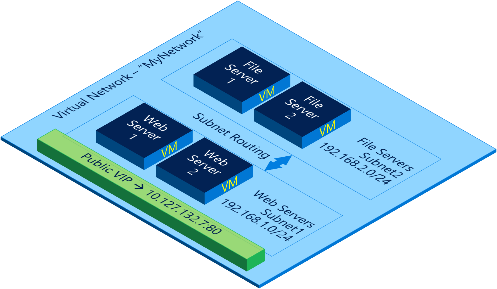 Virtual Network – “MyNetwork”
File
Server
1
VM
File
Server
2
VM
File Servers
Subnet2
192.168.2.0/24
Subnet Routing
Web
Server
1
VM
Web
Server
2
VM
Web Servers
Subnet1
192.168.1.0/24
Public VIP → 10.127.132.7:80